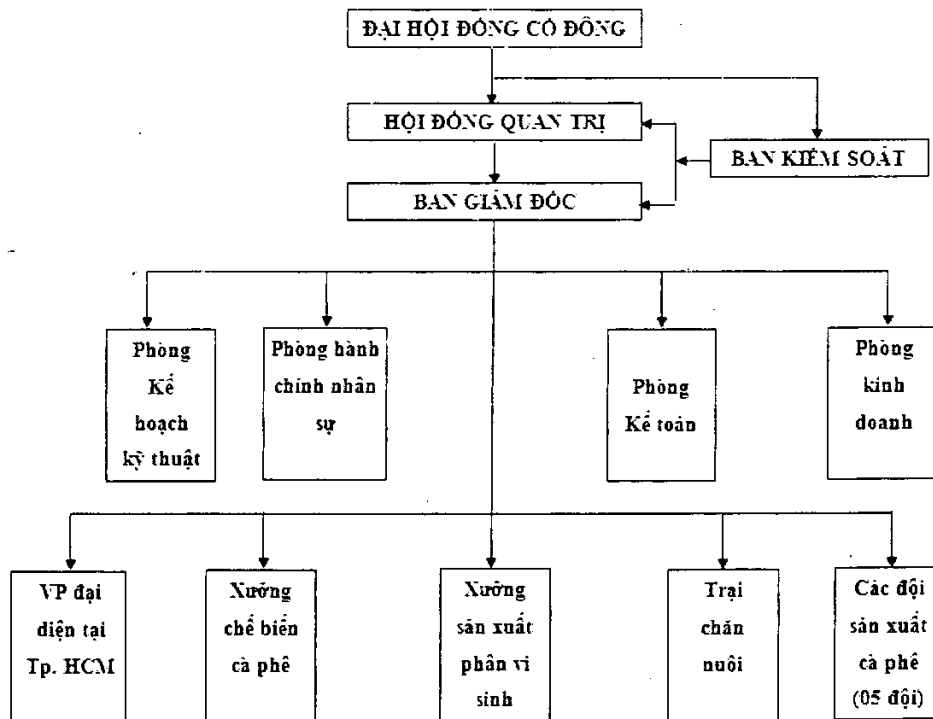 ĐẠI HỘI ĐỒNG CỔ ĐÔNG
HỘI ĐỒNG QUẢN TRỊ
BAN KIỂM SOÁT
BAN GIÁM ĐỐC
Phòng
Kế
hoạch
kỹ thuật
Phòng hành
chính nhân
sự
Phòng
Kế toán
Phòng
kinh
doanh
VP đại
diện tại
Tp. HCM
Xưởng
chế biến
cà phê
Xưởng
sản xuất
phân vi
sinh
Trại
chăn
nuôi
Các đội
sản xuất
cà phê
(05 đội)